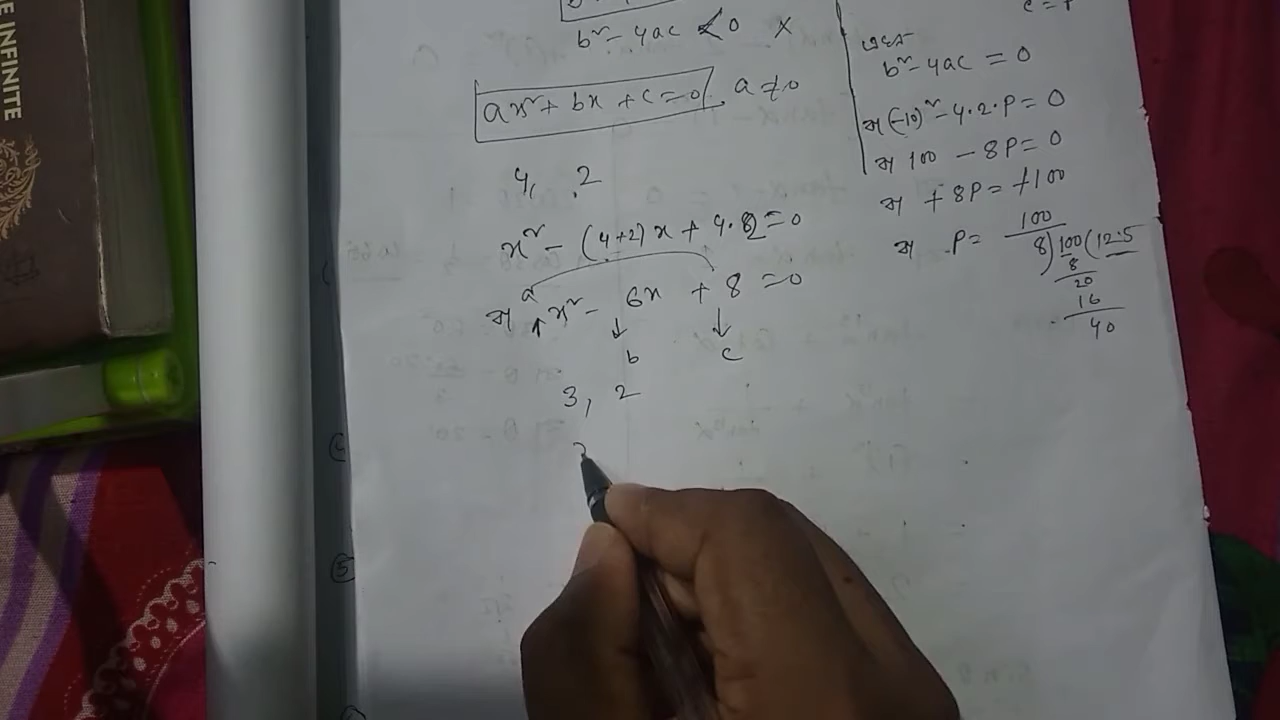 E INFINITE
b² - 4ac < 0 ×
ax² + bx + c = 0, a ≠ 0
4, 2
x² - (4+2)x + 4·2 = 0
বা x² - 6x + 8 = 0
a
b c
3, 2
b² - 4ac = 0
বা (-10)² - 4·2·P = 0
বা 100 - 8P = 0
বা +8P = +100
বা P = 100
8)100(12.5
8
20
16
40
④
⑤